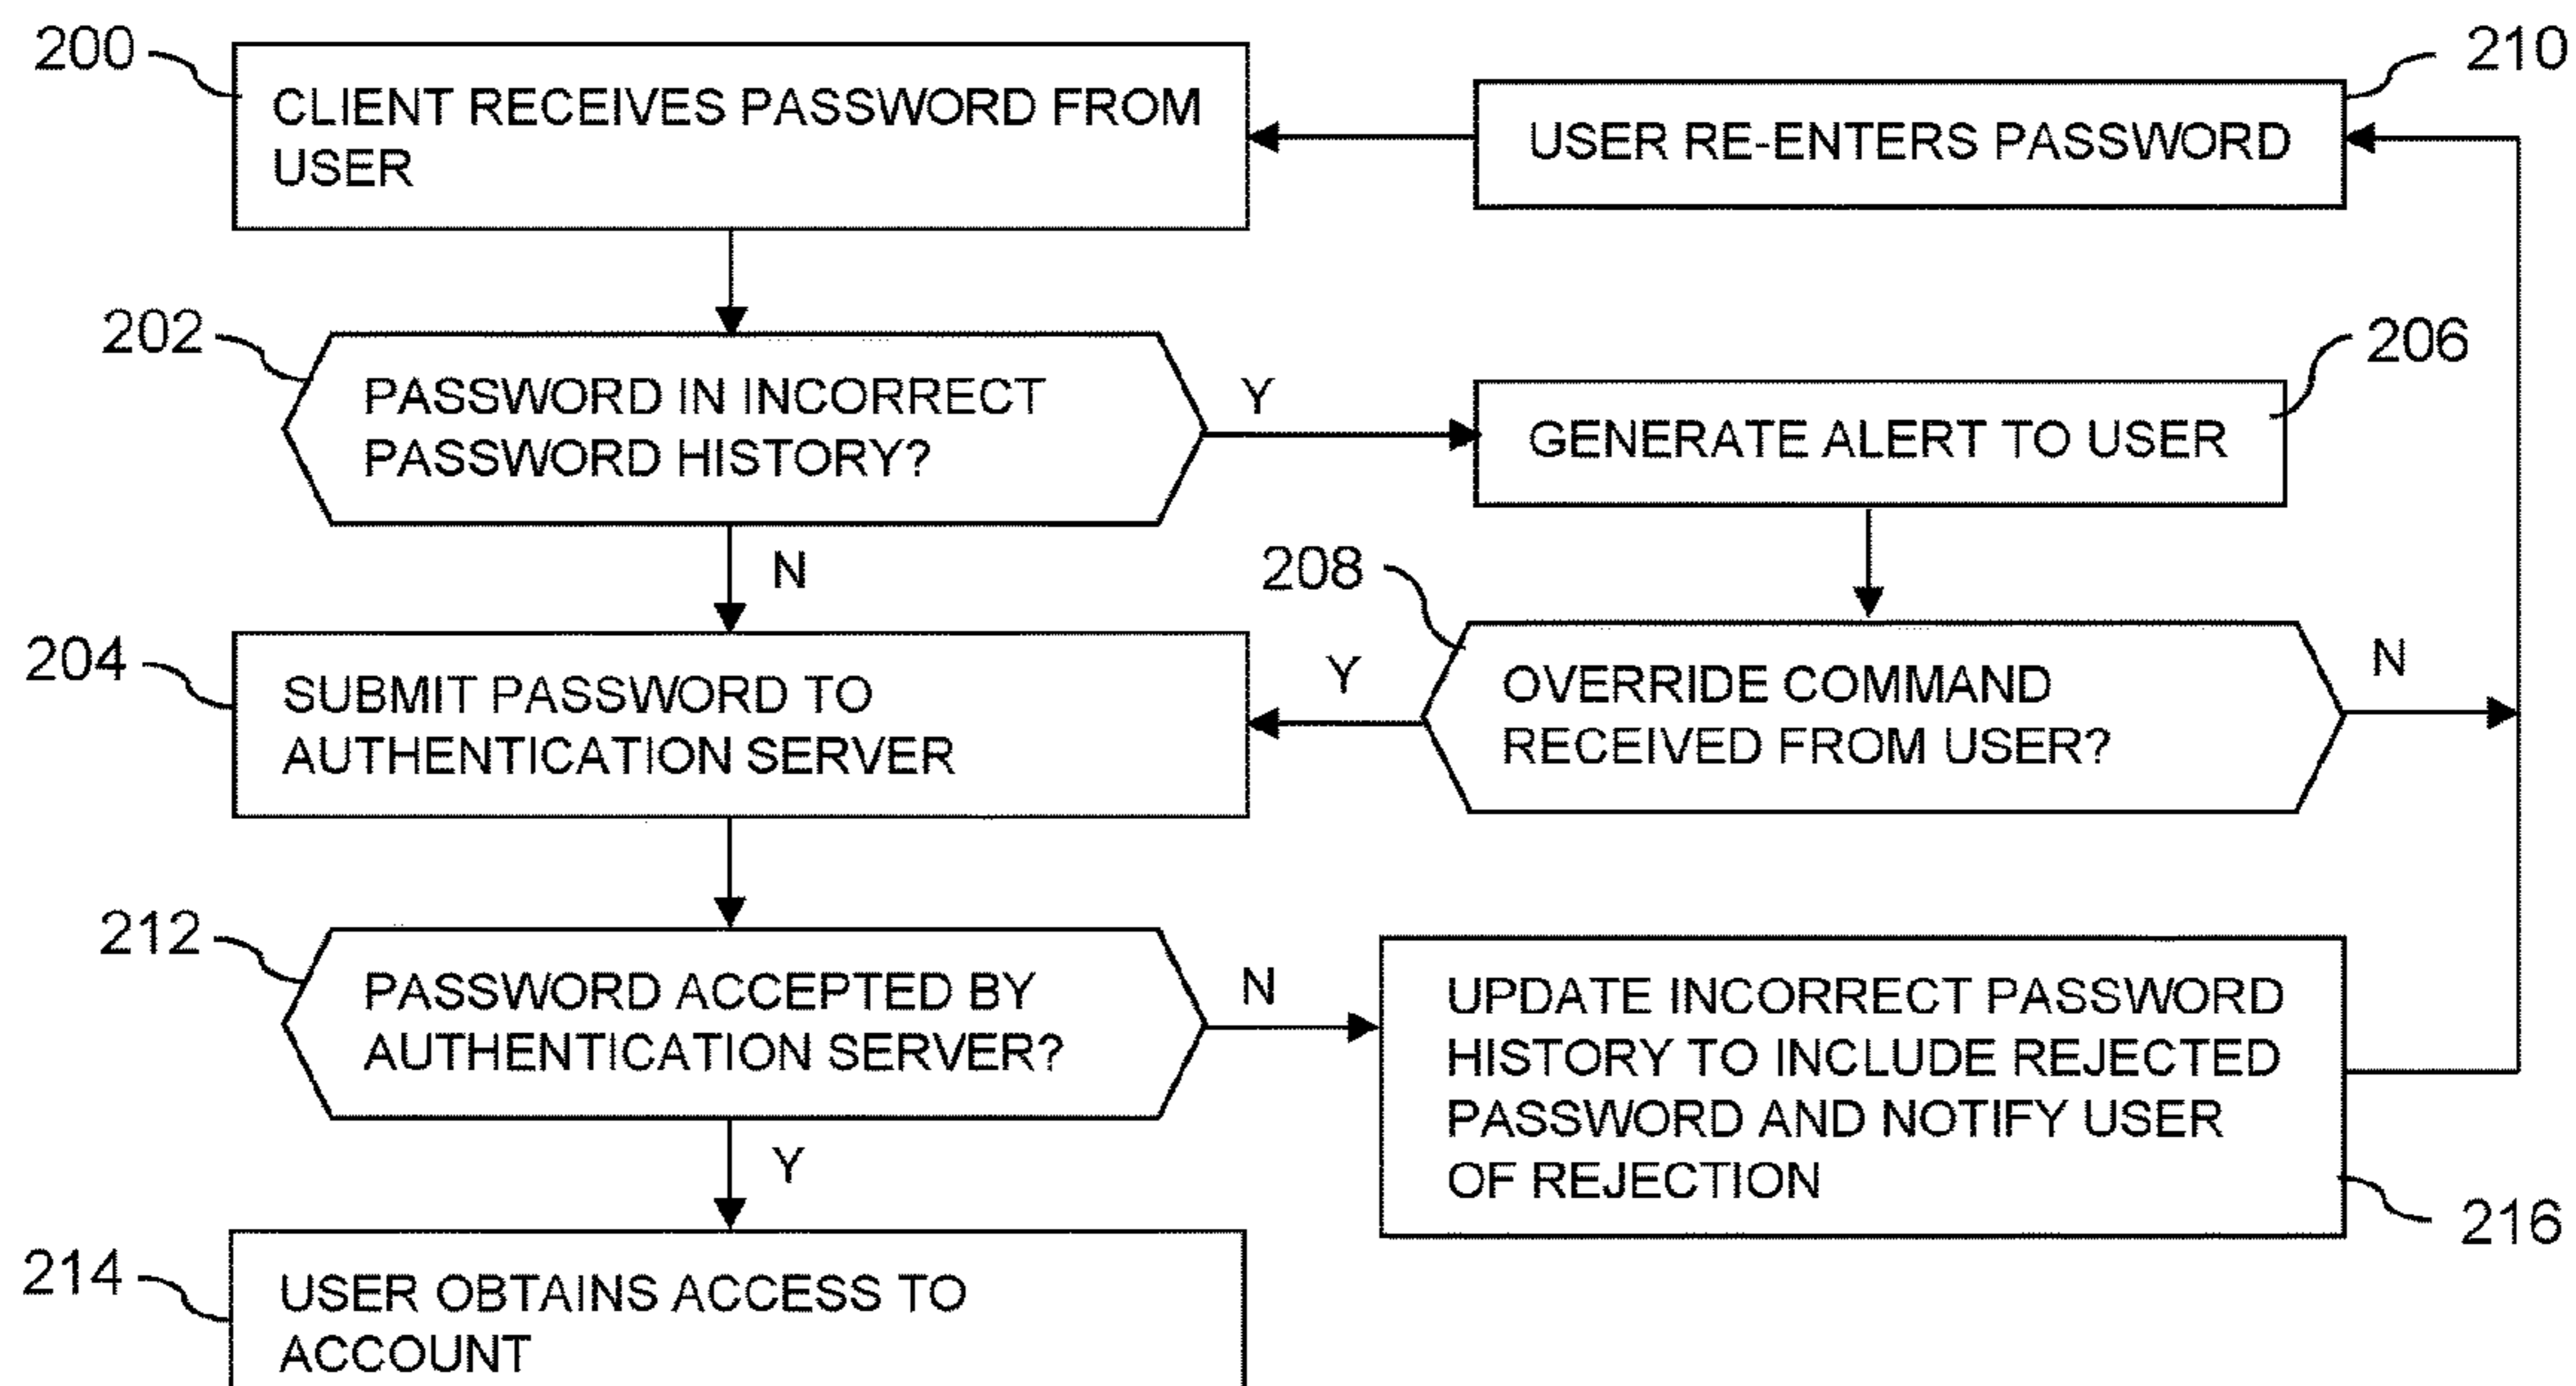 200
CLIENT RECEIVES PASSWORD FROM
USER
210
USER RE-ENTERS PASSWORD
202
PASSWORD IN INCORRECT
PASSWORD HISTORY?
Y
N
206
GENERATE ALERT TO USER
208
OVERRIDE COMMAND
RECEIVED FROM USER?
Y
N
204
SUBMIT PASSWORD TO
AUTHENTICATION SERVER
212
PASSWORD ACCEPTED BY
AUTHENTICATION SERVER?
N
Y
UPDATE INCORRECT PASSWORD
HISTORY TO INCLUDE REJECTED
PASSWORD AND NOTIFY USER
OF REJECTION
216
214
USER OBTAINS ACCESS TO
ACCOUNT